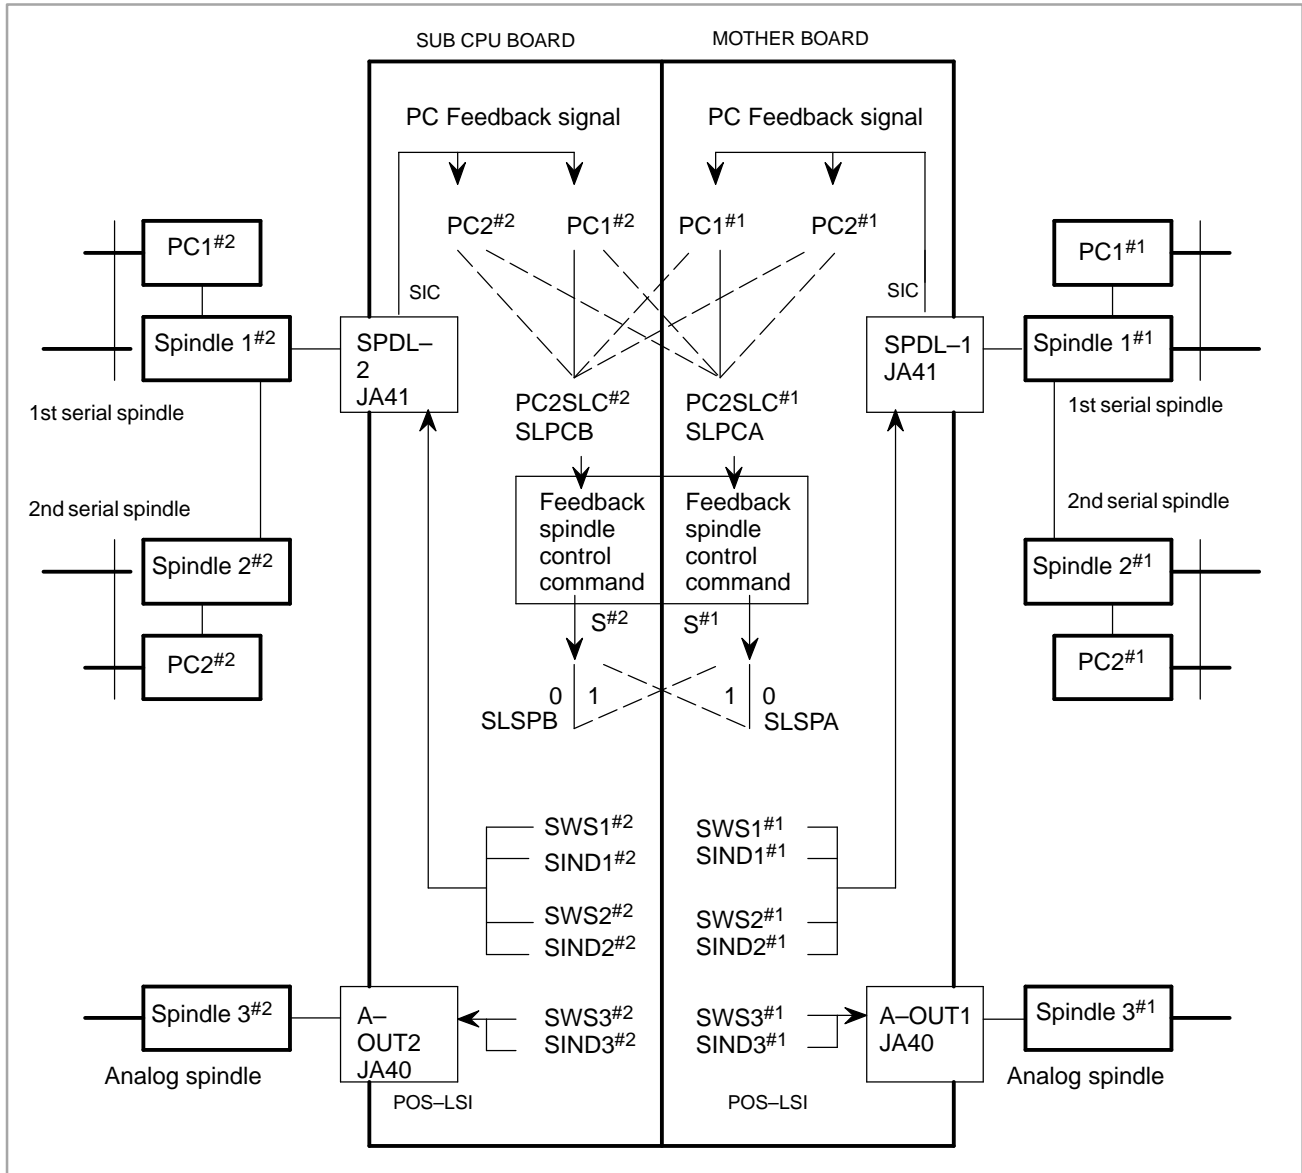 SUB CPU BOARD
MOTHER BOARD
PC Feedback signal
PC Feedback signal
PC2#2
PC1#2
PC1#1
PC2#1
PC1#2
PC1#1
SIC
SIC
Spindle 1#2
SPDL–
2
JA41
SPDL–1
JA41
Spindle 1#1
1st serial spindle
PC2SLC#2
SLPCB
PC2SLC#1
SLPCA
1st serial spindle
2nd serial spindle
Feedback
spindle
control
command
Feedback
spindle
control
command
2nd serial spindle
Spindle 2#2
Spindle 2#1
S#2
S#1
PC2#2
PC2#1
0
1
1
0
SLSPB
SLSPA
SWS1#2
SIND1#2
SWS1#1
SIND1#1
SWS2#2
SIND2#2
SWS2#1
SIND2#1
Spindle 3#2
A–
OUT2
JA40
SWS3#2
SIND3#2
SWS3#1
SIND3#1
A–OUT1
JA40
Spindle 3#1
Analog spindle
Analog spindle
POS–LSI
POS–LSI